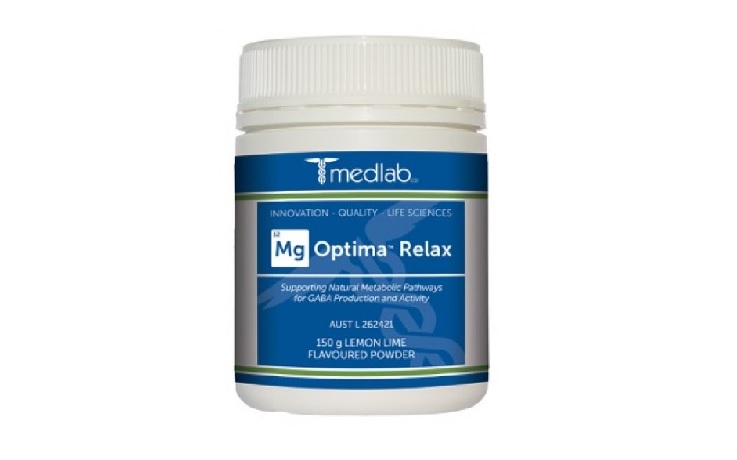 medlab
INNOVATION - QUALITY - LIFE SCIENCES
12
Mg Optima™ Relax
Supporting Natural Metabolic Pathways
for GABA Production and Activity
AUST L 262421
150 g LEMON LIME
FLAVOURED POWDER